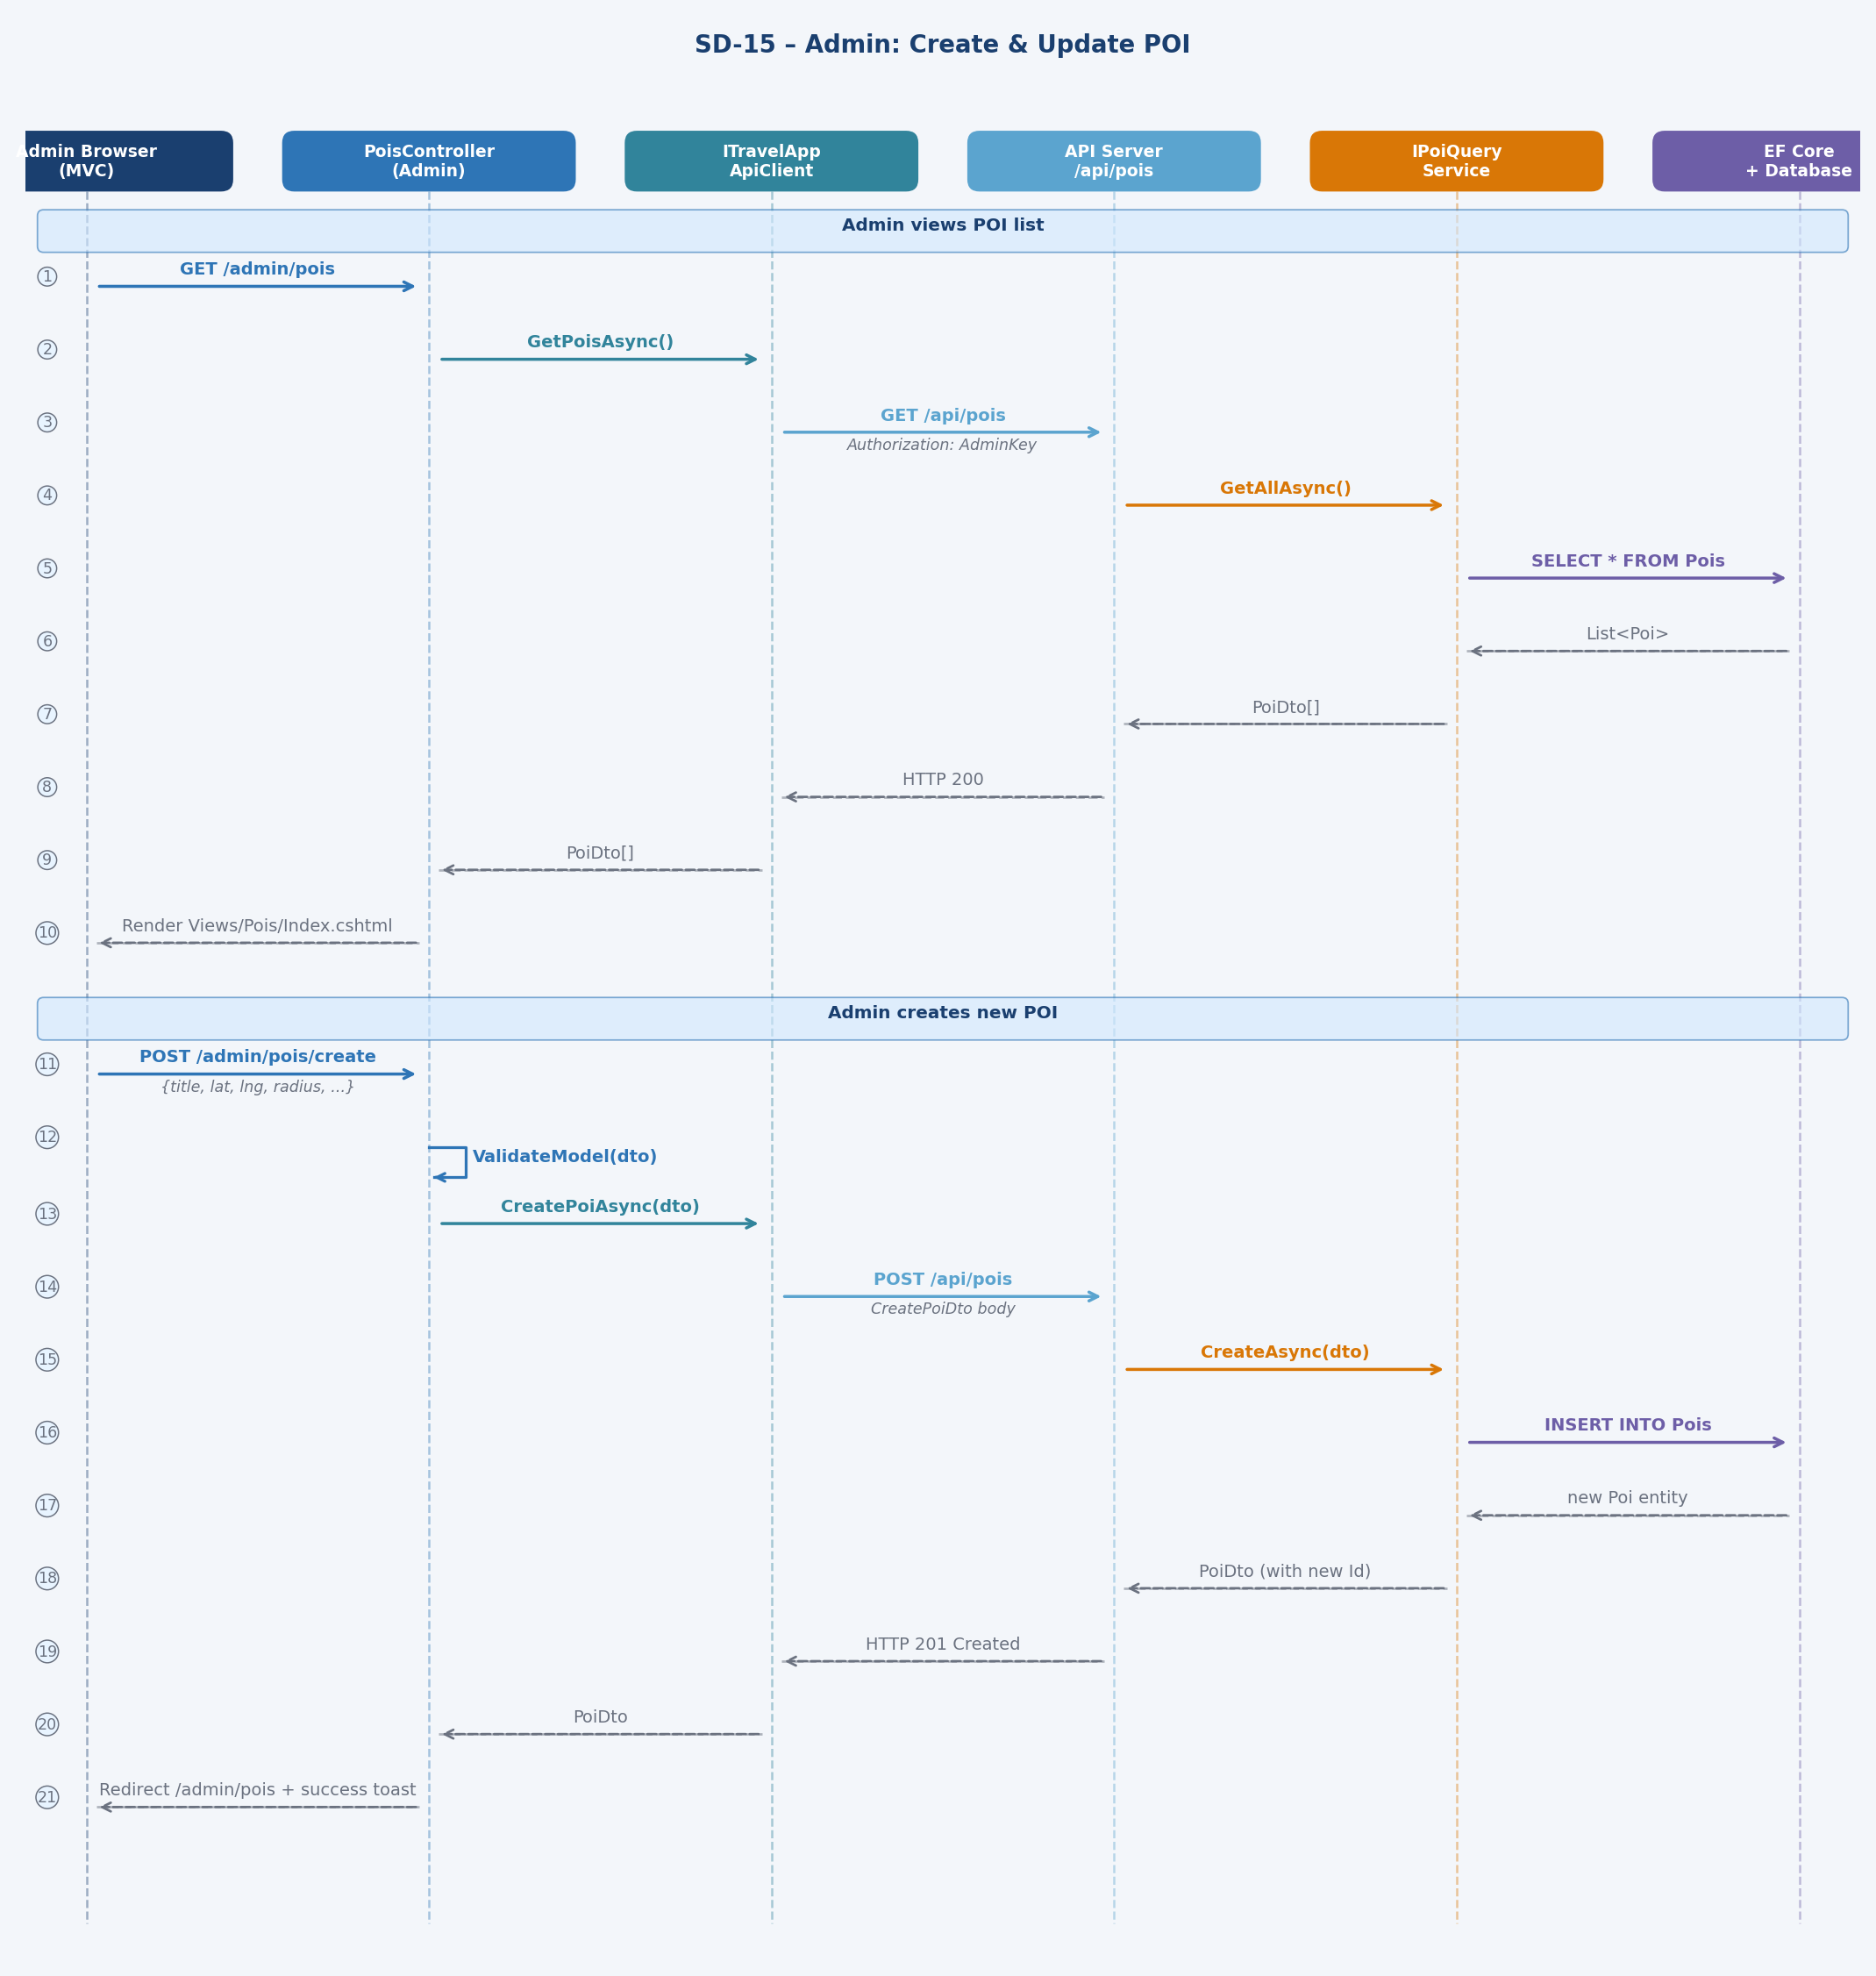 SD-15 – Admin: Create & Update POI
Admin Browser
(MVC)
PoisController
(Admin)
ITravelApp
ApiClient
API Server
/api/pois
IPoiQuery
Service
EF Core
+ Database
Admin views POI list
1
GET /admin/pois
2
GetPoisAsync()
3
GET /api/pois
Authorization: AdminKey
4
GetAllAsync()
5
SELECT * FROM Pois
6
List<Poi>
7
PoiDto[]
8
HTTP 200
9
PoiDto[]
10
Render Views/Pois/Index.cshtml
Admin creates new POI
11
POST /admin/pois/create
{title, lat, lng, radius, …}
12
ValidateModel(dto)
13
CreatePoiAsync(dto)
14
POST /api/pois
CreatePoiDto body
15
CreateAsync(dto)
16
INSERT INTO Pois
17
new Poi entity
18
PoiDto (with new Id)
19
HTTP 201 Created
20
PoiDto
21
Redirect /admin/pois + success toast